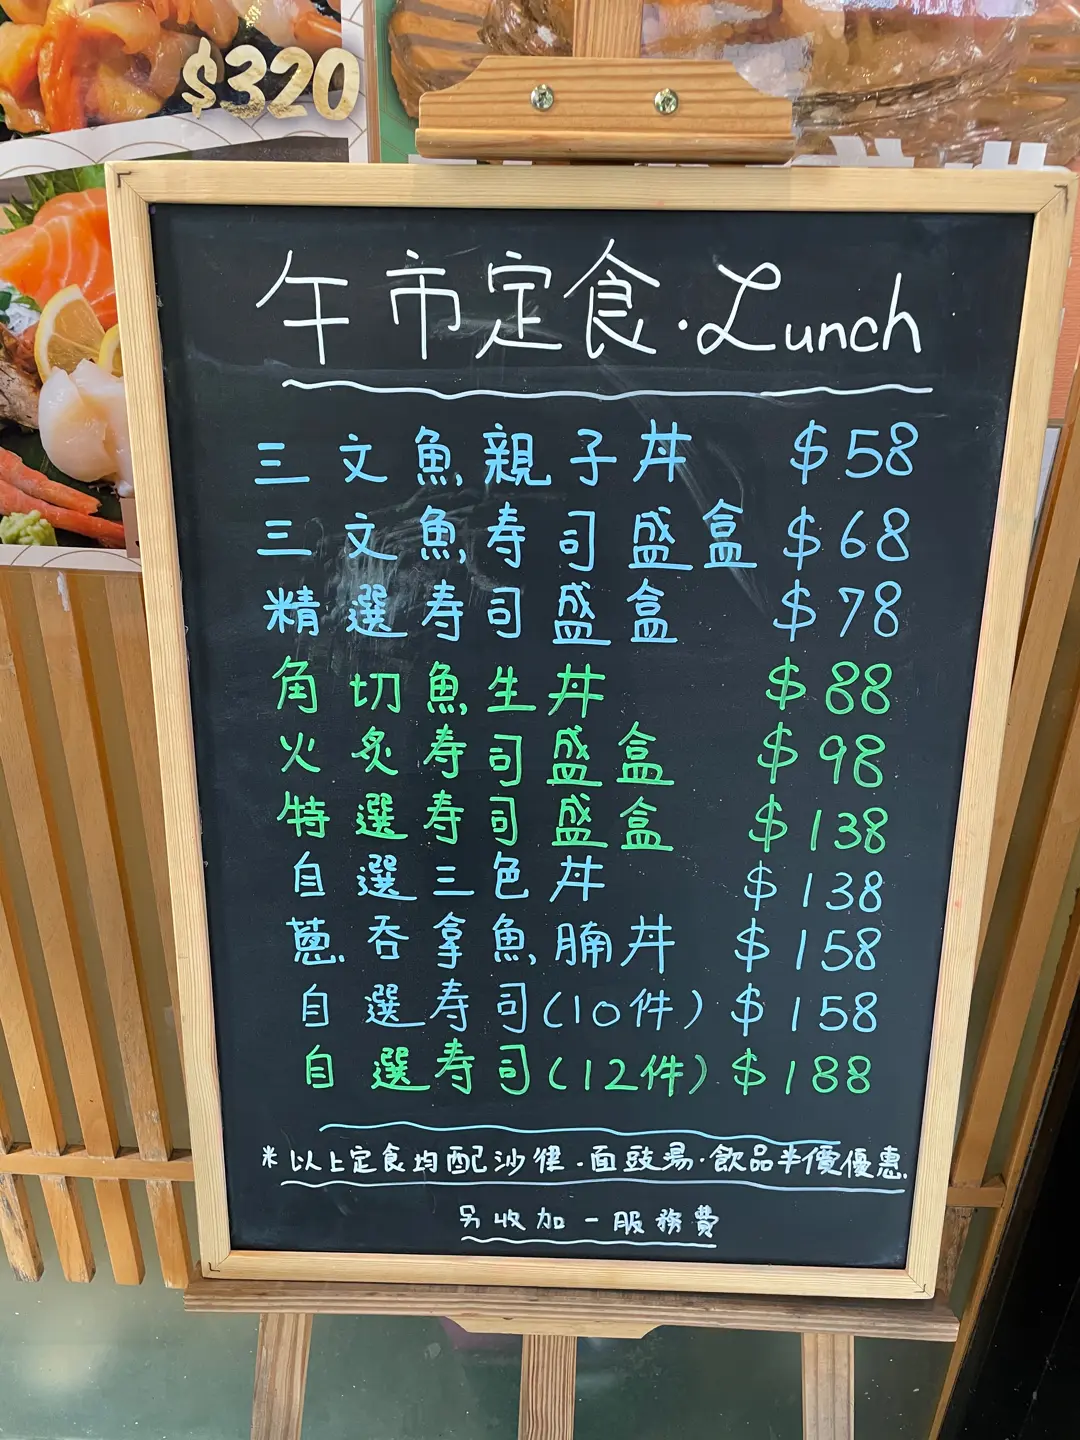 $320
午市定食·Lunch
三文魚親子丼 $58
三文魚寿司盛盒 $68
精選寿司盛盒 $78
角切魚生丼 $88
火炙寿司盛盒 $98
特選寿司盛盒 $138
自選三色丼 $138
蔥吞拿魚腩丼 $158
自選寿司(10件) $158
自選寿司(12件) $188
*以上定食均配沙律·面豉湯·飲品半價優惠.
另收加一服務費